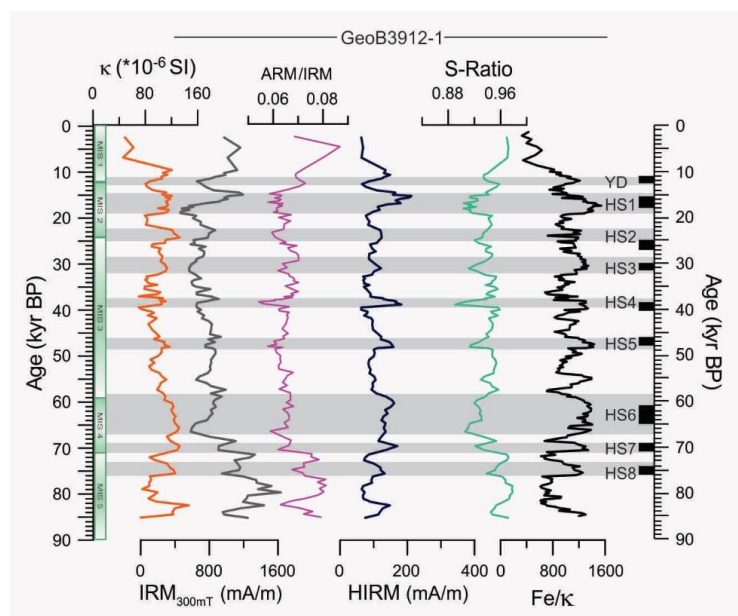 GeoB3912-1
κ (*10⁻⁶ SI)
ARM/IRM
S-Ratio
0 160
0.06 0.08
0.88 0.96
0 0
MIS 1
10 10
YD
MIS 2
HS1
20 20
HS2
30 30
HS3
MIS 3
40 40
HS4
HS5
50 50
60 60
HS6
MIS 4
70 70
HS7
HS8
MIS 5
80 80
90 90
Age (kyr BP)
Age (kyr BP)
0 800 1600
0 200 400
0 800 1600
IRM₃₀₀ₘT (mA/m)
HIRM (mA/m)
Fe/κ